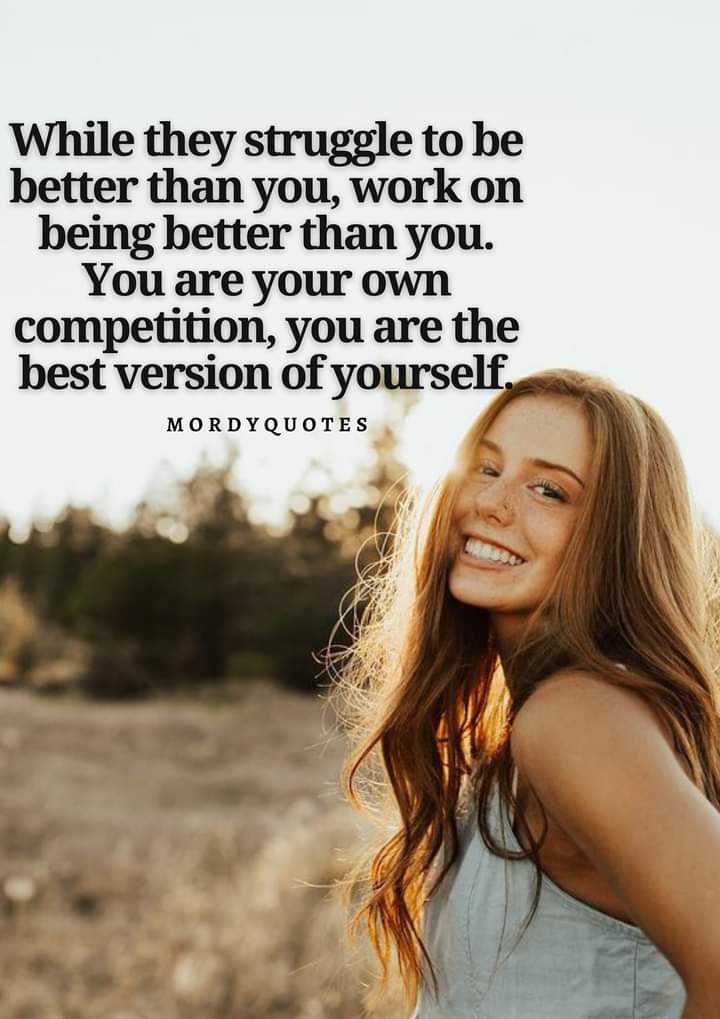 While they struggle to be
better than you, work on
being better than you.
You are your own
competition, you are the
best version of yourself.
MORDYQUOTES